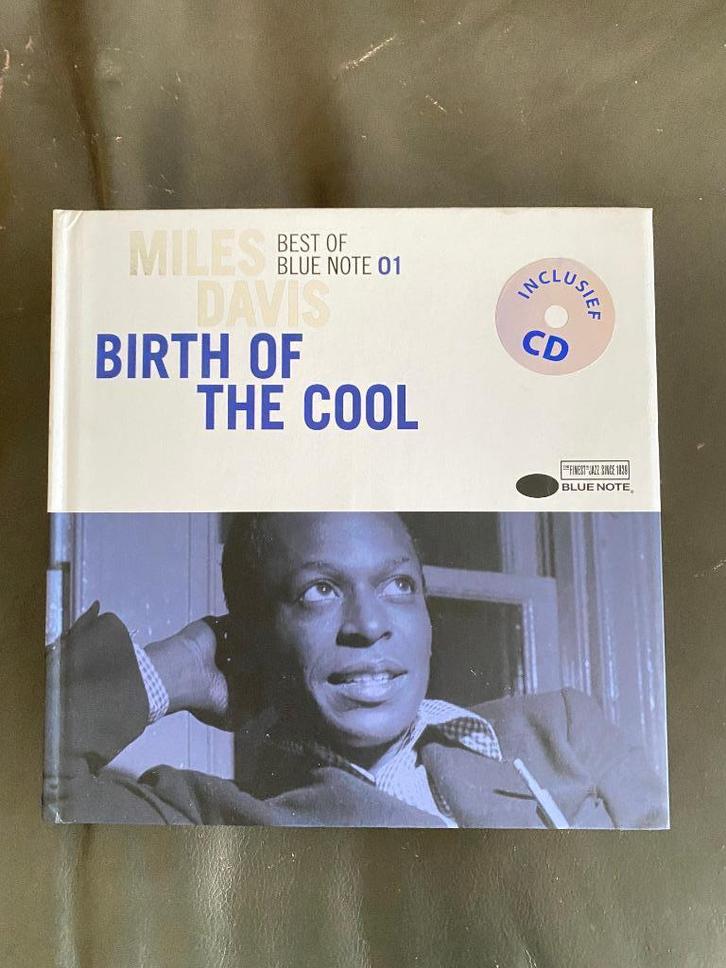 MILES
DAVIS
BEST OF
BLUE NOTE 01
BIRTH OF
THE COOL
INCLUSIEF
CD
THE FINEST IN JAZZ SINCE 1939
BLUE NOTE®